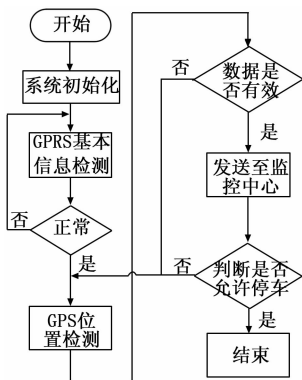 开始
系统初始化
GPRS基本
信息检测
否
正常
是
GPS位
置检测
数据是
否有效
否
是
发送至监
控中心
判断是否
允许停车
否
是
结束